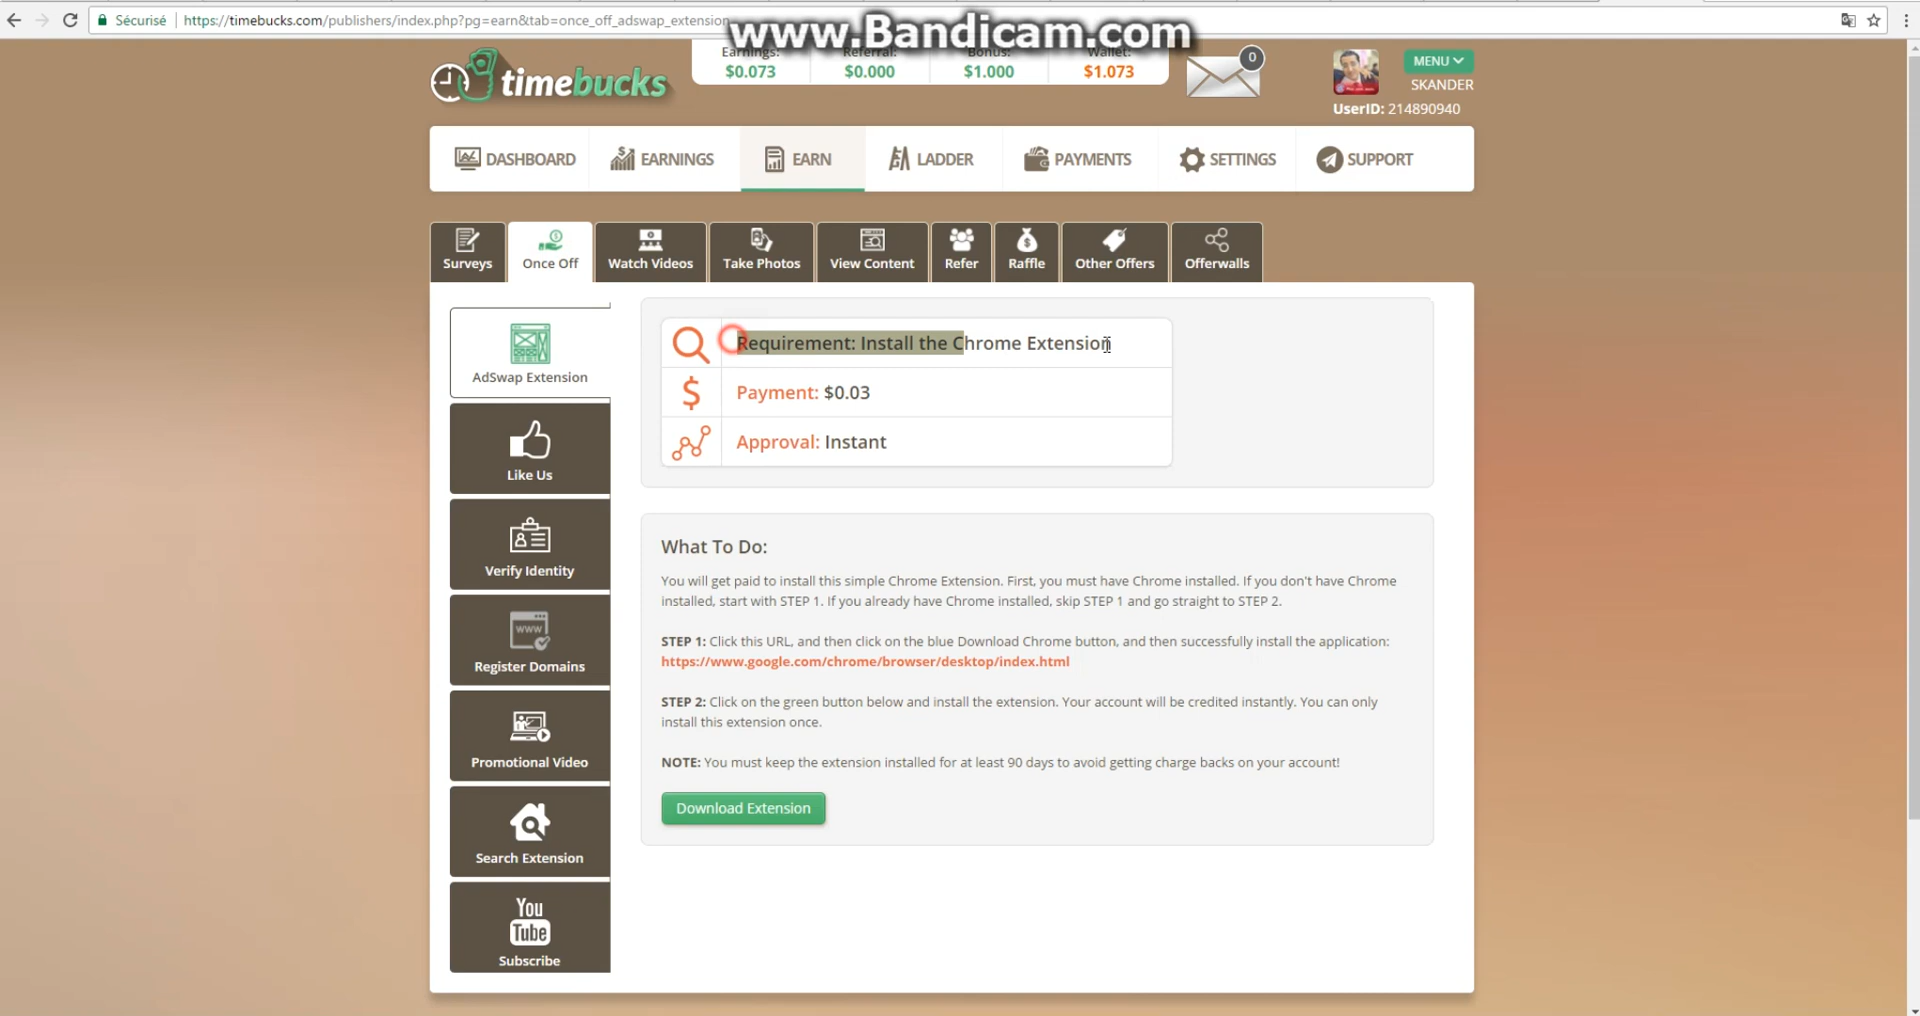 Sécurisé https://timebucks.com/publishers/index.php?pg=earn&tab=once_off_adswap_extension
www.Bandicam.com
timebucks
Earnings: Referral: Bonus: Wallet:
$0.073 $0.000 $1.000 $1.073
0
MENU
SKANDER
UserID: 214890940
DASHBOARD EARNINGS EARN LADDER PAYMENTS SETTINGS SUPPORT
Surveys Once Off Watch Videos Take Photos View Content Refer Raffle Other Offers Offerwalls
AdSwap Extension
Like Us
Verify Identity
WWW
Register Domains
Promotional Video
Search Extension
You
Tube
Subscribe
Requirement: Install the Chrome Extension
Payment: $0.03
Approval: Instant
What To Do:
You will get paid to install this simple Chrome Extension. First, you must have Chrome installed. If you don't have Chrome
installed, start with STEP 1. If you already have Chrome installed, skip STEP 1 and go straight to STEP 2.
STEP 1: Click this URL, and then click on the blue Download Chrome button, and then successfully install the application:
https://www.google.com/chrome/browser/desktop/index.html
STEP 2: Click on the green button below and install the extension. Your account will be credited instantly. You can only
install this extension once.
NOTE: You must keep the extension installed for at least 90 days to avoid getting charge backs on your account!
Download Extension